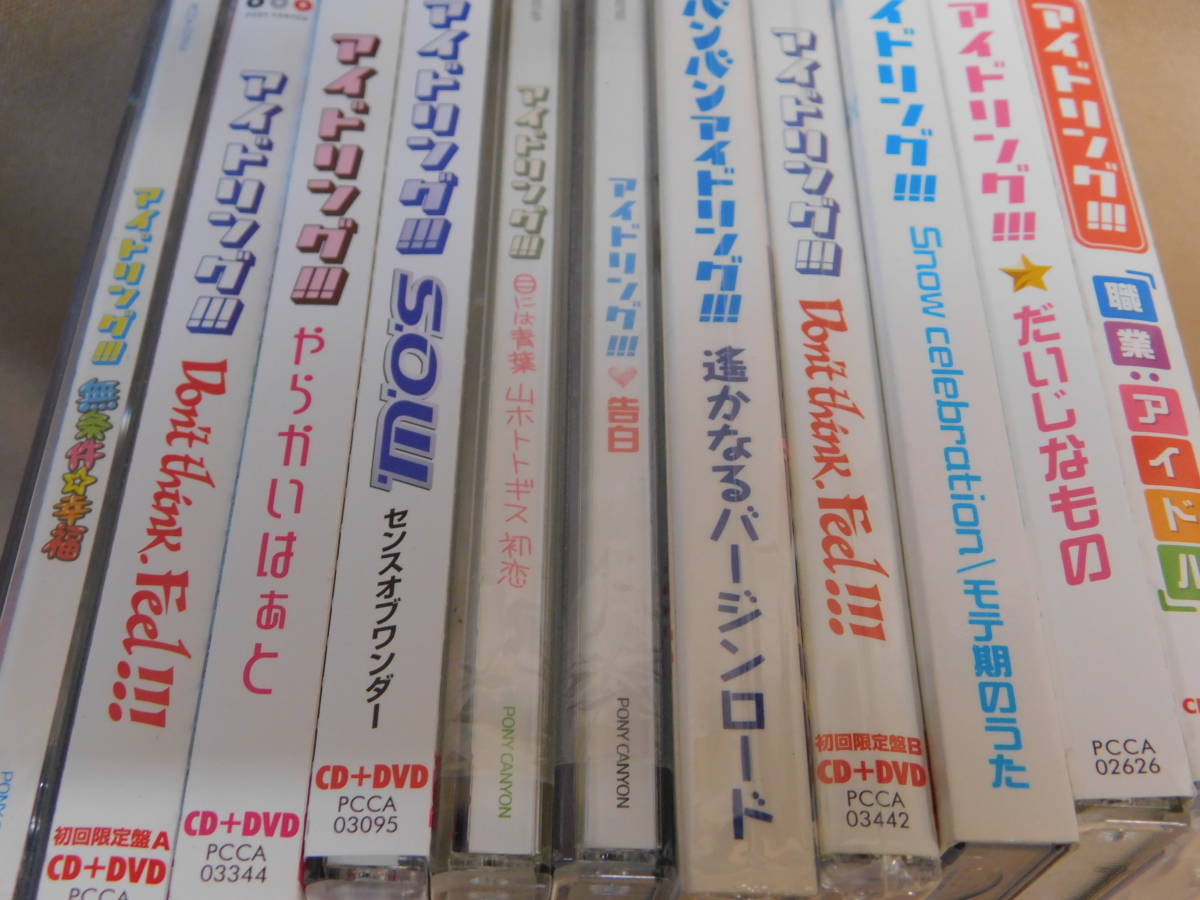 アイドリング!!!
無条件☆幸福
アイドリング!!!
Don't think. Feel!!!
初回限定盤A
CD+DVD
PCCA
アイドリング!!!
やらかいはぁと
CD+DVD
PCCA
03344
アイドリング!!!
S.O.W.
センスオブワンダー
CD+DVD
PCCA
03095
アイドリング!!!
目には青葉 山ホトトギス 初恋
PONY CANYON
アイドリング!!!
告白
PONY CANYON
バンバンアイドリング!!!
遙かなるバージンロード
アイドリング!!!
Don't think. Feel!!!
初回限定盤B
CD+DVD
PCCA
03442
イドリング!!!
Snow celebration\モテ期のうた
アイドリング!!!
★だいじなもの
PCCA
02626
アイドリング!!!
「職業:アイドル」